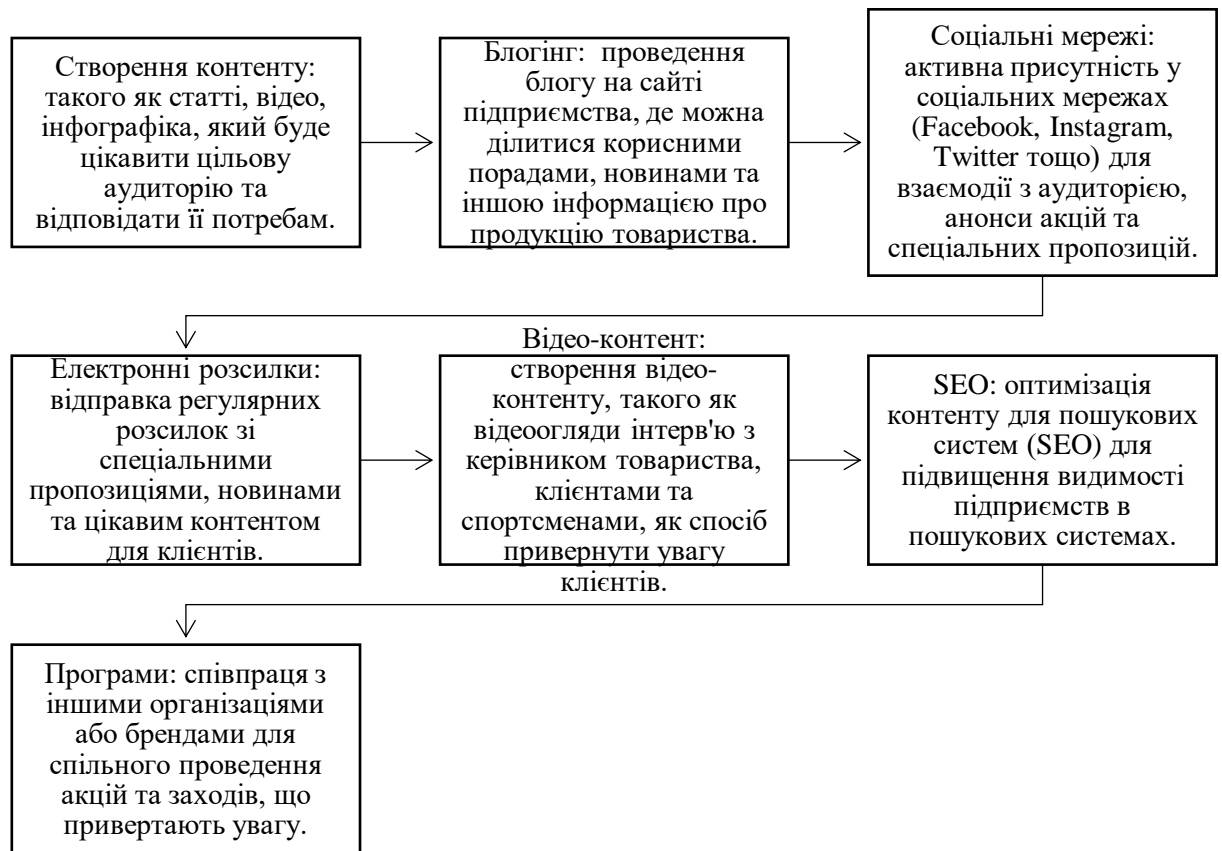 Створення контенту:
такого як статті, відео,
інфографіка, який буде
цікавити цільову
аудиторію та
відповідати її потребам.
Блогінг:  проведення
блогу на сайті
підприємства, де можна
ділитися корисними
порадами, новинами та
іншою інформацією про
продукцію товариства.
Соціальні мережі:
активна присутність у
соціальних мережах
(Facebook, Instagram,
Twitter тощо) для
взаємодії з аудиторією,
анонси акцій та
спеціальних пропозицій.
Електронні розсилки:
відправка регулярних
розсилок зі
спеціальними
пропозиціями, новинами
та цікавим контентом
для клієнтів.
Відео-контент:
створення відео-
контенту, такого як
відеоогляди інтерв'ю з
керівником товариства,
клієнтами та
спортсменами, як спосіб
привернути увагу
клієнтів.
SEO: оптимізація
контенту для пошукових
систем (SEO) для
підвищення видимості
підприємств в
пошукових системах.
Програми: співпраця з
іншими організаціями
або брендами для
спільного проведення
акцій та заходів, що
привертають увагу.